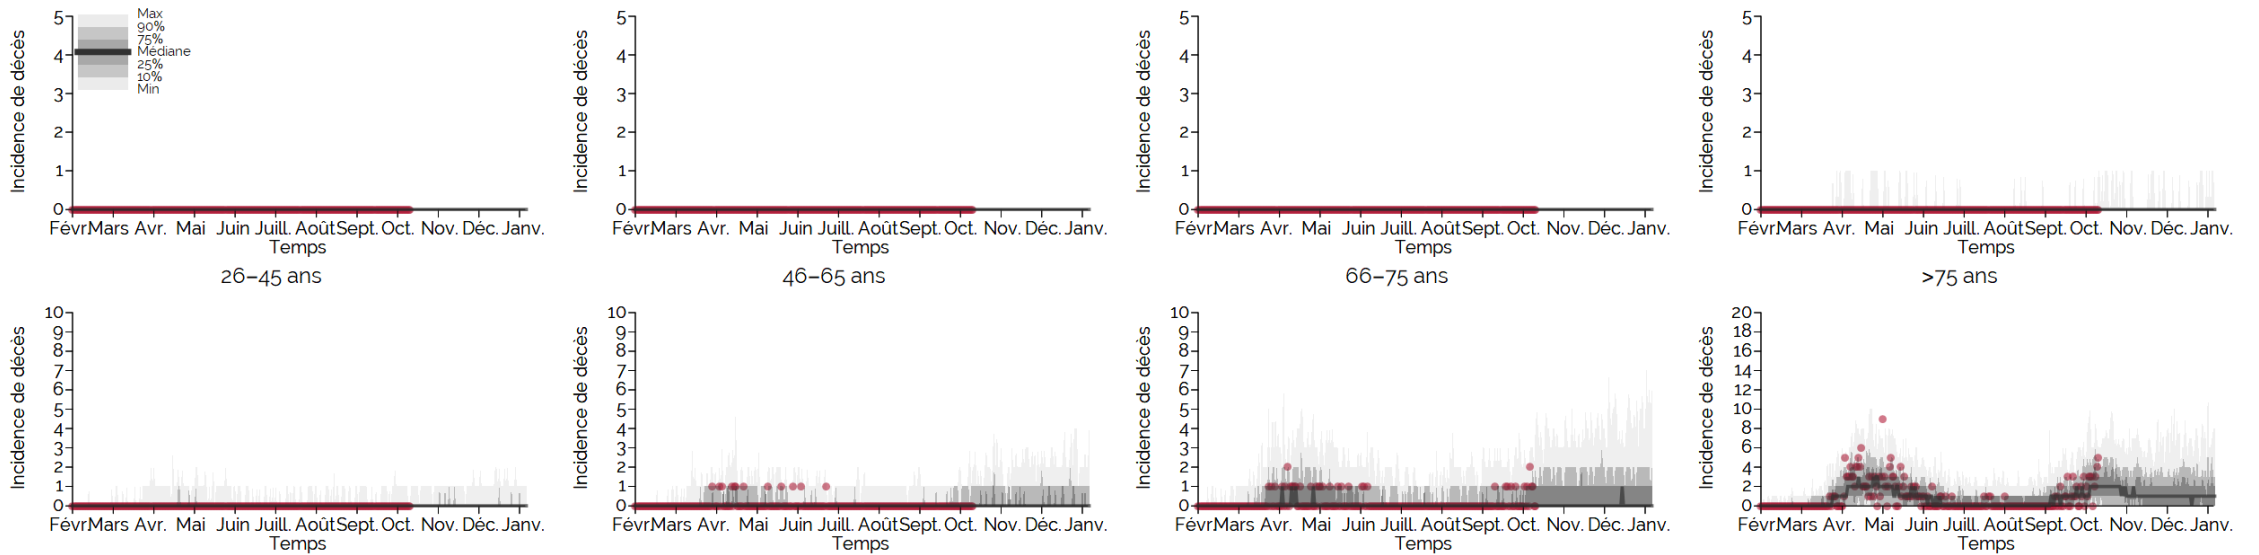 Incidence de décès
5
4
3
2
1
0
Max
90%
75%
Médiane
25%
10%
Min
Févr Mars Avr. Mai Juin Juill. Août Sept. Oct. Nov. Déc. Janv.
Temps
Incidence de décès
5
4
3
2
1
0
Févr Mars Avr. Mai Juin Juill. Août Sept. Oct. Nov. Déc. Janv.
Temps
Incidence de décès
5
4
3
2
1
0
Févr Mars Avr. Mai Juin Juill. Août Sept. Oct. Nov. Déc. Janv.
Temps
Incidence de décès
5
4
3
2
1
0
Févr Mars Avr. Mai Juin Juill. Août Sept. Oct. Nov. Déc. Janv.
Temps
26–45 ans
Incidence de décès
10
9
8
7
6
5
4
3
2
1
0
Févr Mars Avr. Mai Juin Juill. Août Sept. Oct. Nov. Déc. Janv.
Temps
46–65 ans
Incidence de décès
10
9
8
7
6
5
4
3
2
1
0
Févr Mars Avr. Mai Juin Juill. Août Sept. Oct. Nov. Déc. Janv.
Temps
66–75 ans
Incidence de décès
10
9
8
7
6
5
4
3
2
1
0
Févr Mars Avr. Mai Juin Juill. Août Sept. Oct. Nov. Déc. Janv.
Temps
>75 ans
Incidence de décès
20
18
16
14
12
10
8
6
4
2
0
Févr Mars Avr. Mai Juin Juill. Août Sept. Oct. Nov. Déc. Janv.
Temps